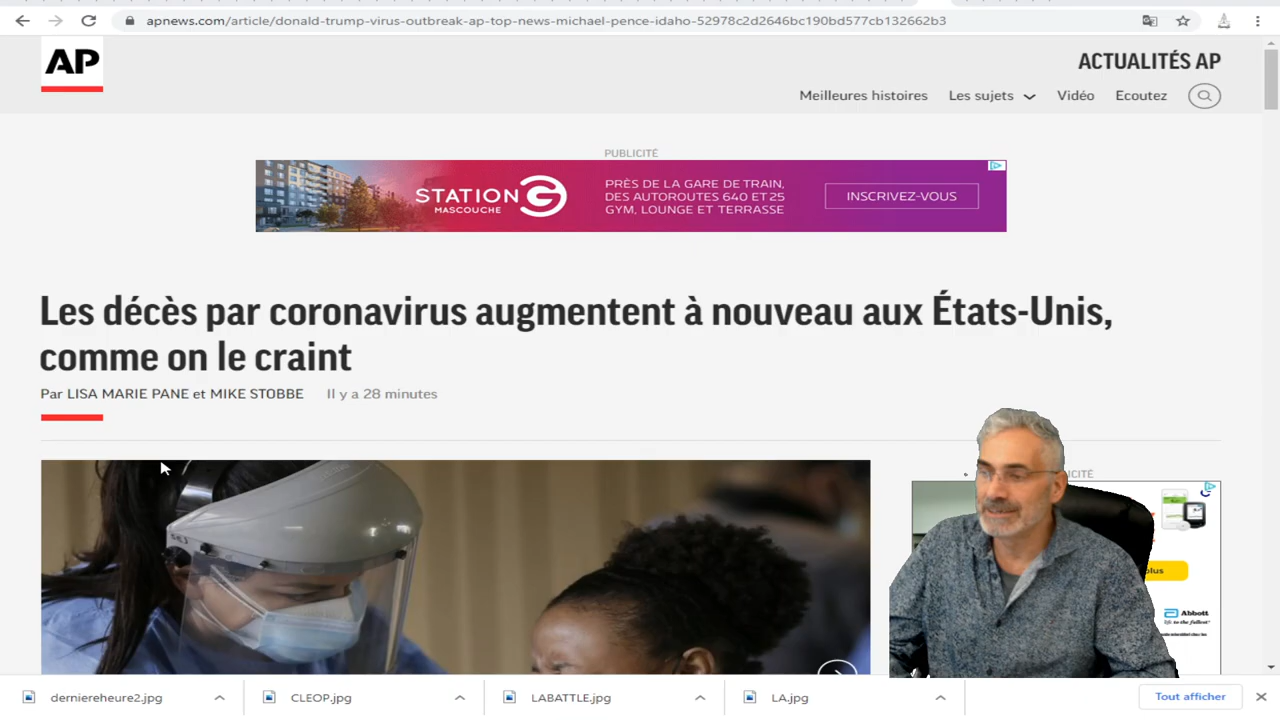 apnews.com/article/donald-trump-virus-outbreak-ap-top-news-michael-pence-idaho-52978c2d2646bc190bd577cb132662b3
AP
ACTUALITÉS AP
Meilleures histoires Les sujets Vidéo Ecoutez
PUBLICITÉ
STATION G
MASCOUCHE
PRÈS DE LA GARE DE TRAIN,
DES AUTOROUTES 640 ET 25
GYM, LOUNGE ET TERRASSE
INSCRIVEZ-VOUS
Les décès par coronavirus augmentent à nouveau aux États-Unis,
comme on le craint
Par LISA MARIE PANE et MIKE STOBBE Il y a 28 minutes
ICITÉ
plus
Abbott
derniereheure2.jpg CLEOP.jpg LABATTLE.jpg LA.jpg Tout afficher